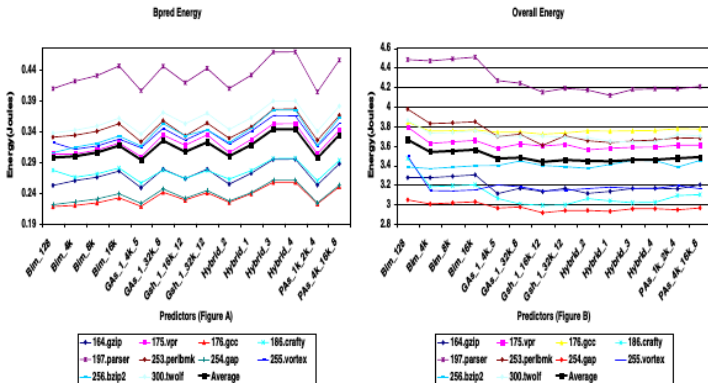 Bpred Energy
Overall Energy
Energy(Joules)
0.44
0.39
0.34
0.29
0.24
0.19
Bim_128
Bim_4k
Bim_8k
Bim_16k
GAs_1_4k_5
GAs_1_32k_8
Gsh_1_16k_12
Gsh_1_32k_12
Hybrid_2
Hybrid_1
Hybrid_3
Hybrid_4
PAs_1k_2k_4
PAs_4k_16k_8
Predictors (Figure A)
164.gzip 175.vpr 176.gcc 186.crafty
197.parser 253.perlbmk 254.gap 255.vortex
256.bzip2 300.twolf Average
Energy(Joules)
4.6
4.4
4.2
4
3.8
3.6
3.4
3.2
3
2.8
Bim_128
Bim_4k
Bim_8k
Bim_16k
GAs_1_4k_5
GAs_1_32k_8
Gsh_1_16k_12
Gsh_1_32k_12
Hybrid_2
Hybrid_1
Hybrid_3
Hybrid_4
PAs_1k_2k_4
PAs_4k_16k_8
Predictors (Figure B)
164.gzip 175.vpr 176.gcc 186.crafty
197.parser 253.perlbmk 254.gap 255.vortex
256.bzip2 300.twolf Average